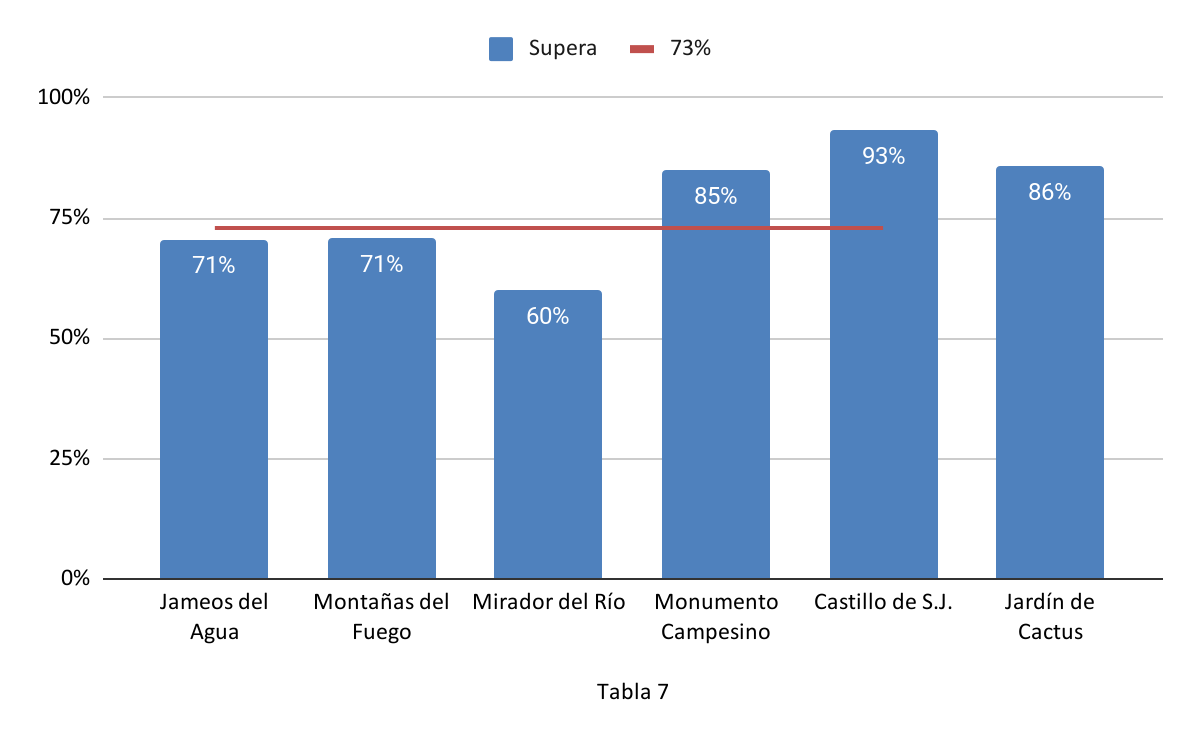 Supera 73%
100%
75%
50%
25%
0%
71%
71%
60%
85%
93%
86%
Jameos del
Agua
Montañas del
Fuego
Mirador del Río
Monumento
Campesino
Castillo de S.J.
Jardín de
Cactus
Tabla 7